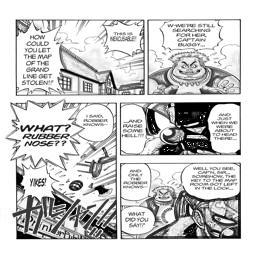 THIS IS
INEXCUSABLE!
HOW
COULD YOU
LET THE MAP
OF THE
GRAND LINE
GET
STOLEN!?
W-WE'RE STILL
SEARCHING
FOR HER,
CAPTAIN
BUGGY...
AND JUST
WHEN WE
WERE
ABOUT
TO HEAD
THERE...
...AND
RAISE
SOME
HELL!!
I SAID,
ROBBER
KNOWS--
WHAT?
RUBBER
NOSE??
YIKES!
WELL YOU SEE,
CAP'N, SIR...
SOMEHOW, THE
KEY TO THE MAP
ROOM GOT LEFT
IN THE LOCK...
AND
ONLY
THE
ROBBER
KNOWS--
WHAT
DID YOU
SAY!?